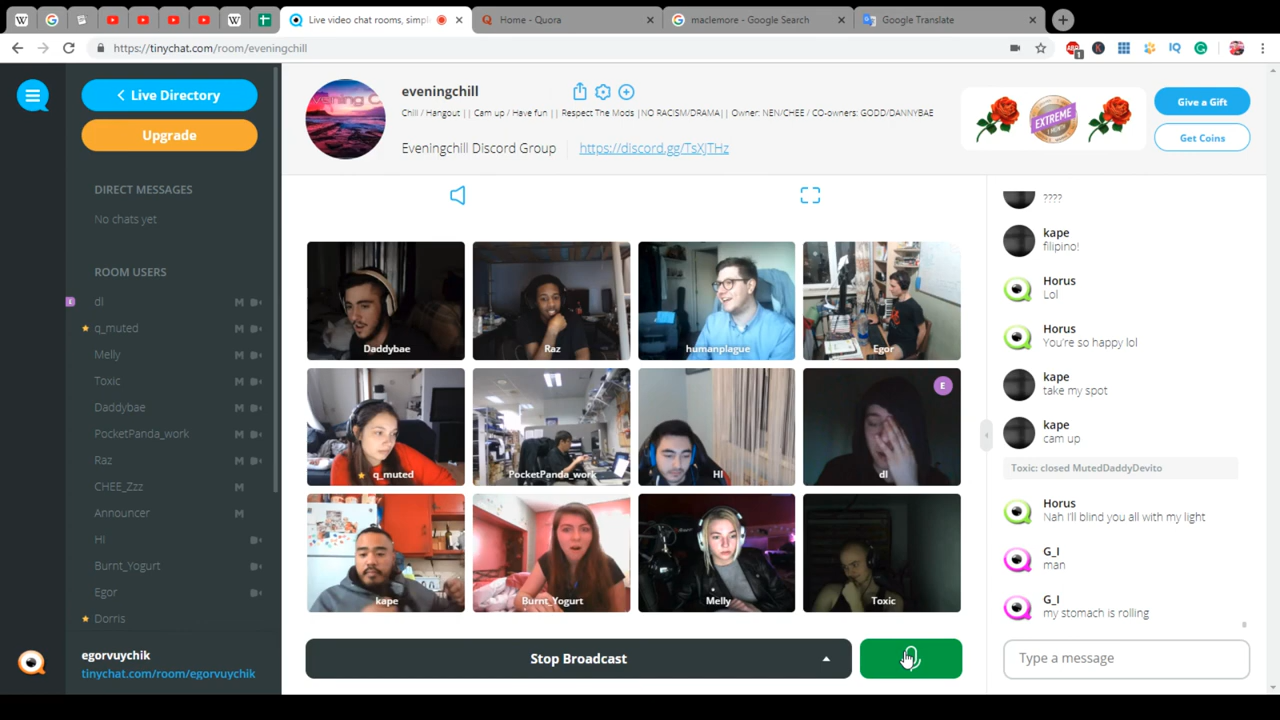 Live video chat rooms, simpl
Home - Quora
maclemore - Google Search
Google Translate
https://tinychat.com/room/eveningchill
Live Directory
Upgrade
DIRECT MESSAGES
No chats yet
ROOM USERS
dl
M
q_muted
M
Melly
M
Toxic
M
Daddybae
M
PocketPanda_work
M
Raz
M
CHEE_Zzz
M
Announcer
M
HI
Burnt_Yogurt
Egor
Dorris
egorvuychik
tinychat.com/room/egorvuychik
eveningchill
Chill / Hangout || Cam up / Have fun || Respect The Mods |NO RACISM/DRAMA|| Owner: NEN/CHEE / CO-owners: GODD/DANNYBAE
Eveningchill Discord Group
https://discord.gg/TsXJTHz
EXTREME
1 MONTH
Give a Gift
Get Coins
Daddybae
Raz
humanplague
Egor
q_muted
PocketPanda_work
HI
dl
E
kape
Burnt_Yogurt
Melly
Toxic
Stop Broadcast
????
kape
filipino!
Horus
Lol
Horus
You're so happy lol
kape
take my spot
kape
cam up
Toxic: closed MutedDaddyDevito
Horus
Nah I'll blind you all with my light
G_I
man
G_I
my stomach is rolling
Type a message